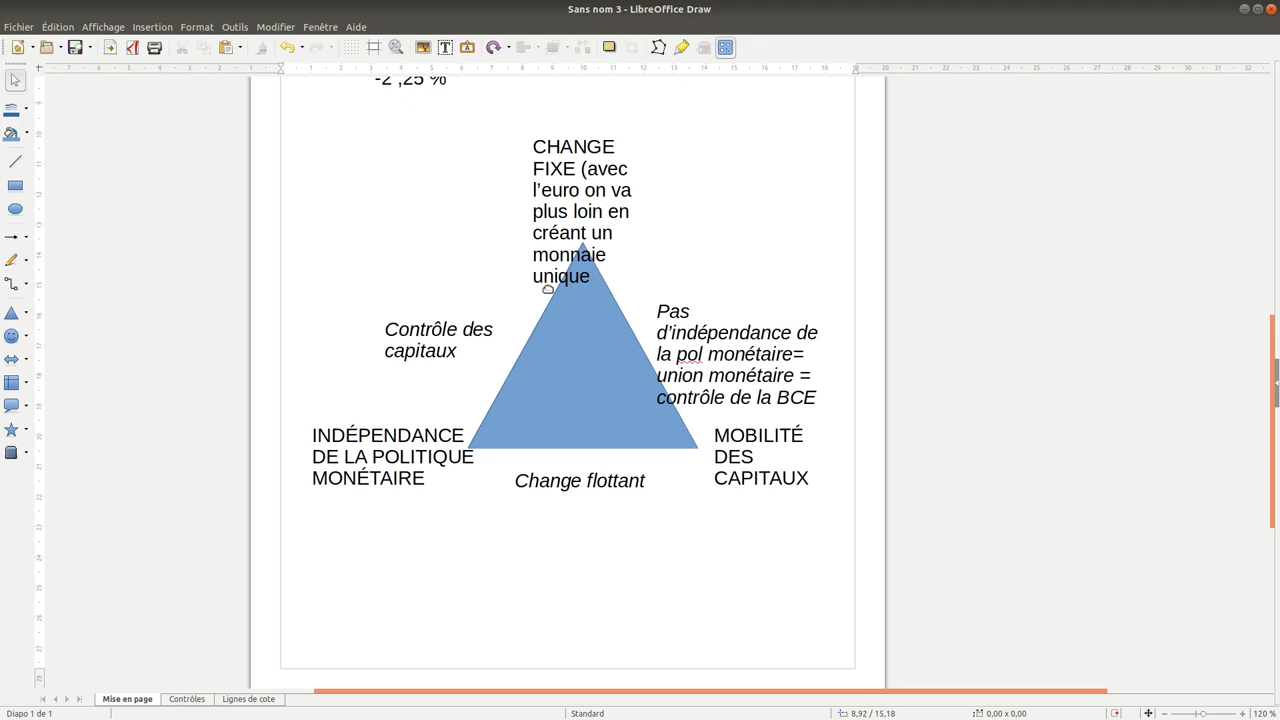 Sans nom 3 - LibreOffice Draw
Fichier Édition Affichage Insertion Format Outils Modifier Fenêtre Aide
-2 ,25 %
CHANGE
FIXE (avec
l'euro on va
plus loin en
créant un
monnaie
unique
Contrôle des
capitaux
Pas
d'indépendance de
la pol monétaire=
union monétaire =
contrôle de la BCE
INDÉPENDANCE
DE LA POLITIQUE
MONÉTAIRE
MOBILITÉ
DES
CAPITAUX
Change flottant
Mise en page Contrôles Lignes de cote
Diapo 1 de 1 Standard 8,92 / 15,18 0,00 x 0,00 120 %